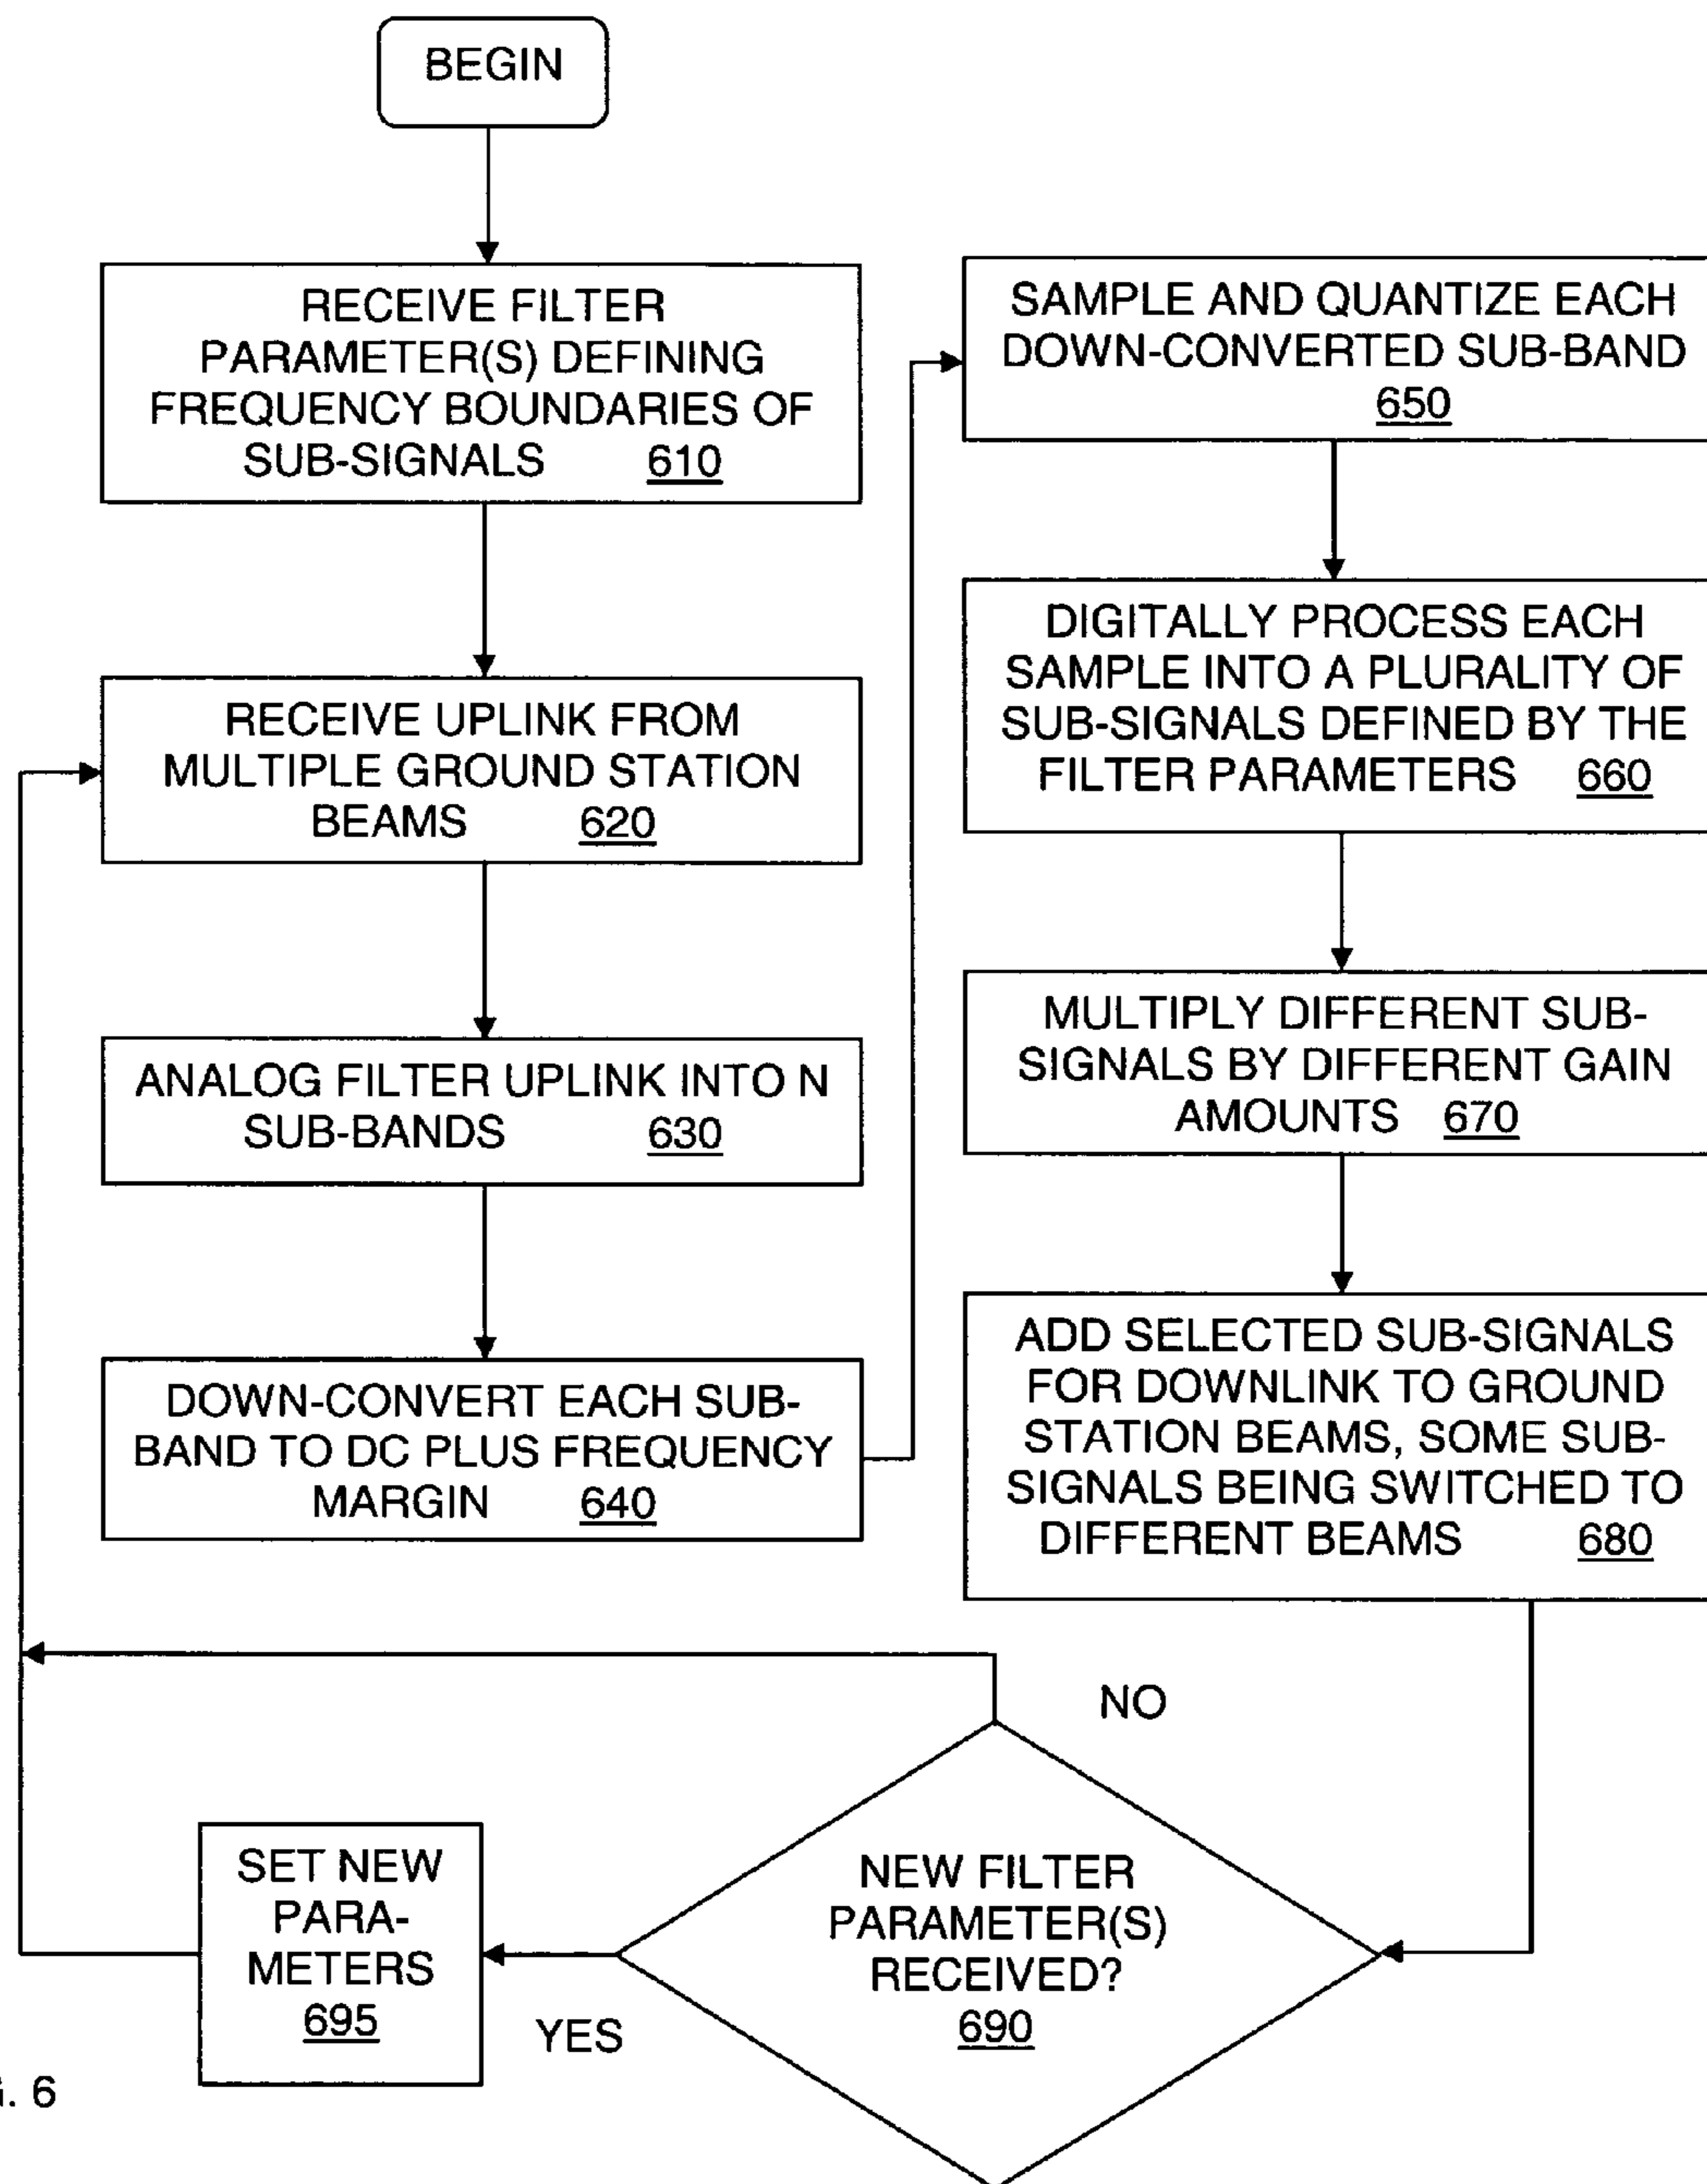 BEGIN
RECEIVE FILTER
PARAMETER(S) DEFINING
FREQUENCY BOUNDARIES OF
SUB-SIGNALS 610
RECEIVE UPLINK FROM
MULTIPLE GROUND STATION
BEAMS 620
ANALOG FILTER UPLINK INTO N
SUB-BANDS 630
DOWN-CONVERT EACH SUB-
BAND TO DC PLUS FREQUENCY
MARGIN 640
SAMPLE AND QUANTIZE EACH
DOWN-CONVERTED SUB-BAND
650
DIGITALLY PROCESS EACH
SAMPLE INTO A PLURALITY OF
SUB-SIGNALS DEFINED BY THE
FILTER PARAMETERS 660
MULTIPLY DIFFERENT SUB-
SIGNALS BY DIFFERENT GAIN
AMOUNTS 670
ADD SELECTED SUB-SIGNALS
FOR DOWNLINK TO GROUND
STATION BEAMS, SOME SUB-
SIGNALS BEING SWITCHED TO
DIFFERENT BEAMS 680
NO
NEW FILTER
PARAMETER(S)
RECEIVED?
690
YES
SET NEW
PARA-
METERS
695
. 6